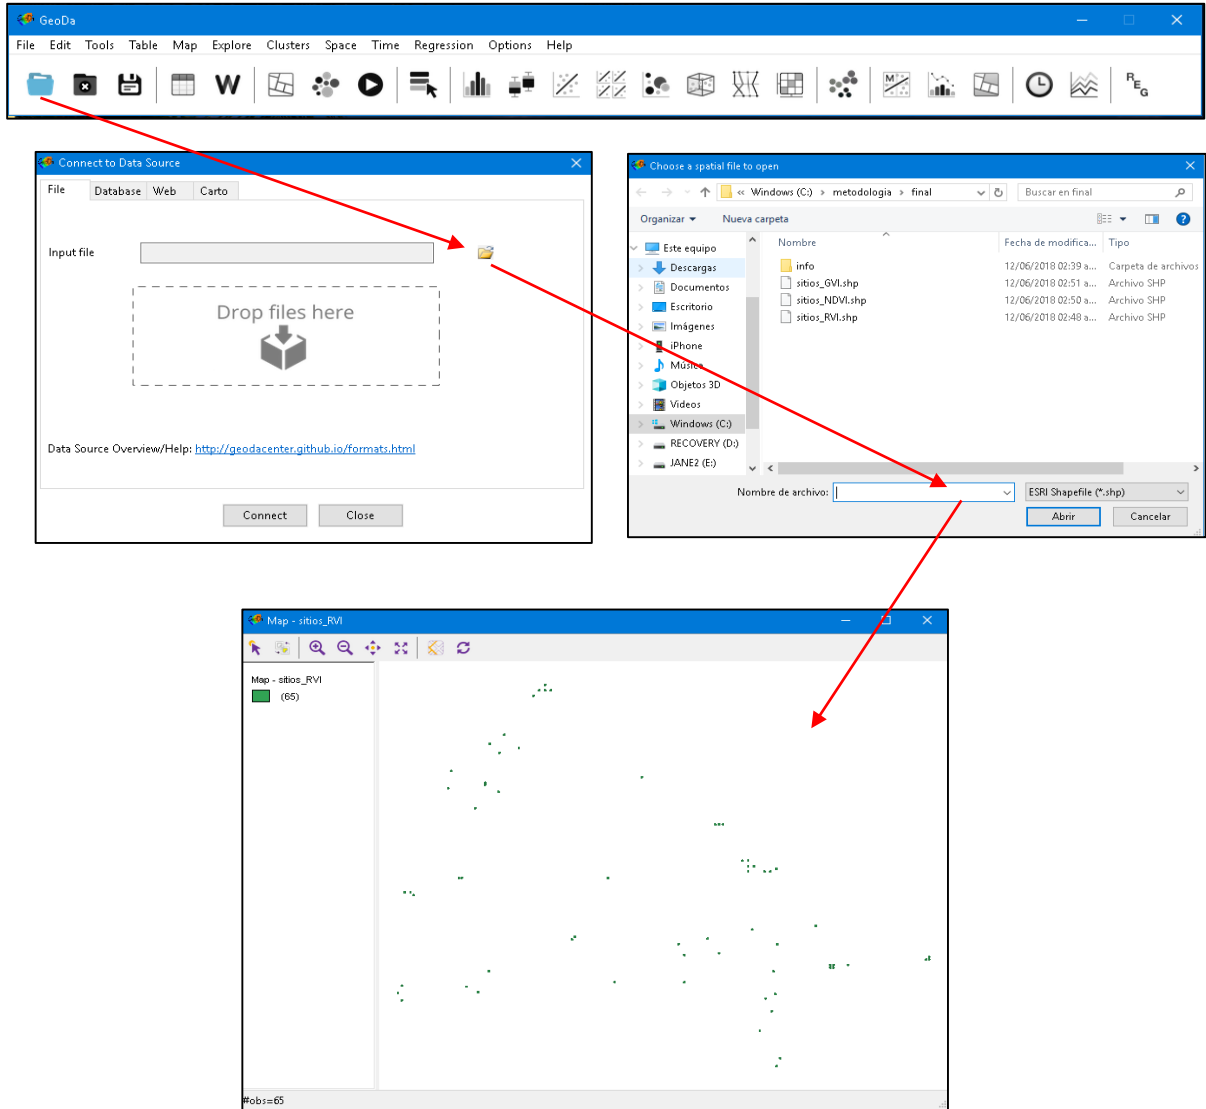 GeoDa
File Edit Tools Table Map Explore Clusters Space Time Regression Options Help
W
M
REG
Connect to Data Source
File Database Web Carto
Input file
Drop files here
Data Source Overview/Help: http://geodacenter.github.io/formats.html
Connect Close
Choose a spatial file to open
« Windows (C:) › metodologia › final
Buscar en final
Organizar Nueva carpeta
Nombre Fecha de modifica... Tipo
Este equipo
Descargas
Documentos
Escritorio
Imágenes
iPhone
Música
Objetos 3D
Videos
Windows (C:)
RECOVERY (D:)
JANE2 (E:)
info 12/06/2018 02:39 a... Carpeta de archivos
sitios_GVI.shp 12/06/2018 02:51 a... Archivo SHP
sitios_NDVI.shp 12/06/2018 02:50 a... Archivo SHP
sitios_RVI.shp 12/06/2018 02:48 a... Archivo SHP
Nombre de archivo: ESRI Shapefile (*.shp)
Abrir Cancelar
Map - sitios_RVI
Map - sitios_RVI
(65)
#obs=65